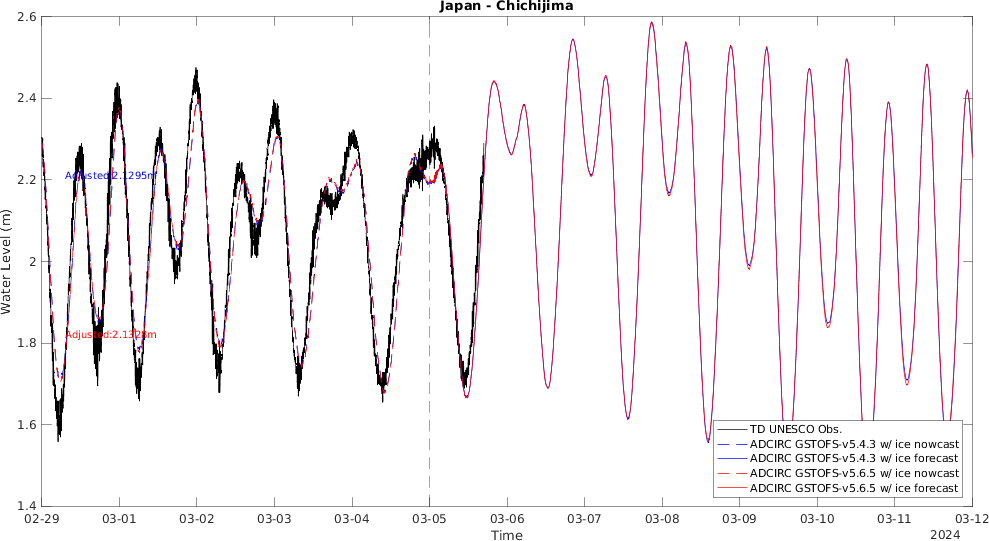 Japan - Chichijima
2.6
2.4
2.2
2
1.8
1.6
1.4
Water Level (m)
Adjusted:2.1295m
Adjusted:2.1328m
TD UNESCO Obs.
ADCIRC GSTOFS-v5.4.3 w/ ice nowcast
ADCIRC GSTOFS-v5.4.3 w/ ice forecast
ADCIRC GSTOFS-v5.6.5 w/ ice nowcast
ADCIRC GSTOFS-v5.6.5 w/ ice forecast
02-29 03-01 03-02 03-03 03-04 03-05 03-06 03-07 03-08 03-09 03-10 03-11 03-12
Time
2024